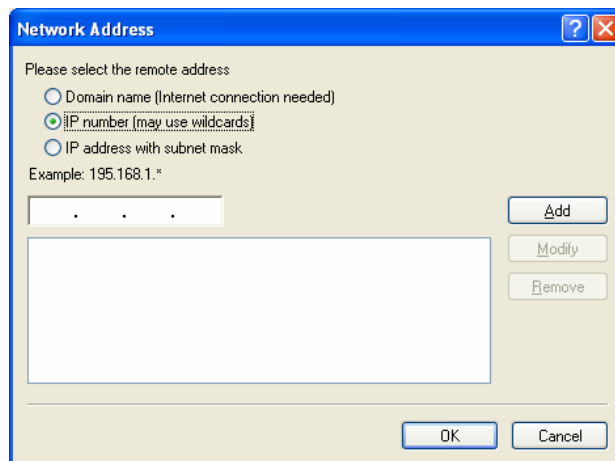 Network Address
Please select the remote address
Domain name (Internet connection needed)
IP number (may use wildcards)
IP address with subnet mask
Example: 195.168.1.*
. . .
Add
Modify
Remove
OK
Cancel